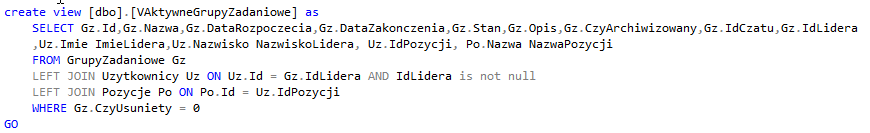 create view [dbo].[VAktywneGrupyZadaniowe] as
SELECT Gz.Id,Gz.Nazwa,Gz.DataRozpoczecia,Gz.DataZakonczenia,Gz.Stan,Gz.Opis,Gz.CzyArchiwizowany,Gz.IdCzatu,Gz.IdLidera
,Uz.Imie ImieLidera,Uz.Nazwisko NazwiskoLidera, Uz.IdPozycji, Po.Nazwa NazwaPozycji
FROM GrupyZadaniowe Gz
LEFT JOIN Uzytkownicy Uz ON Uz.Id = Gz.IdLidera AND IdLidera is not null
LEFT JOIN Pozycje Po ON Po.Id = Uz.IdPozycji
WHERE Gz.CzyUsuniety = 0
GO